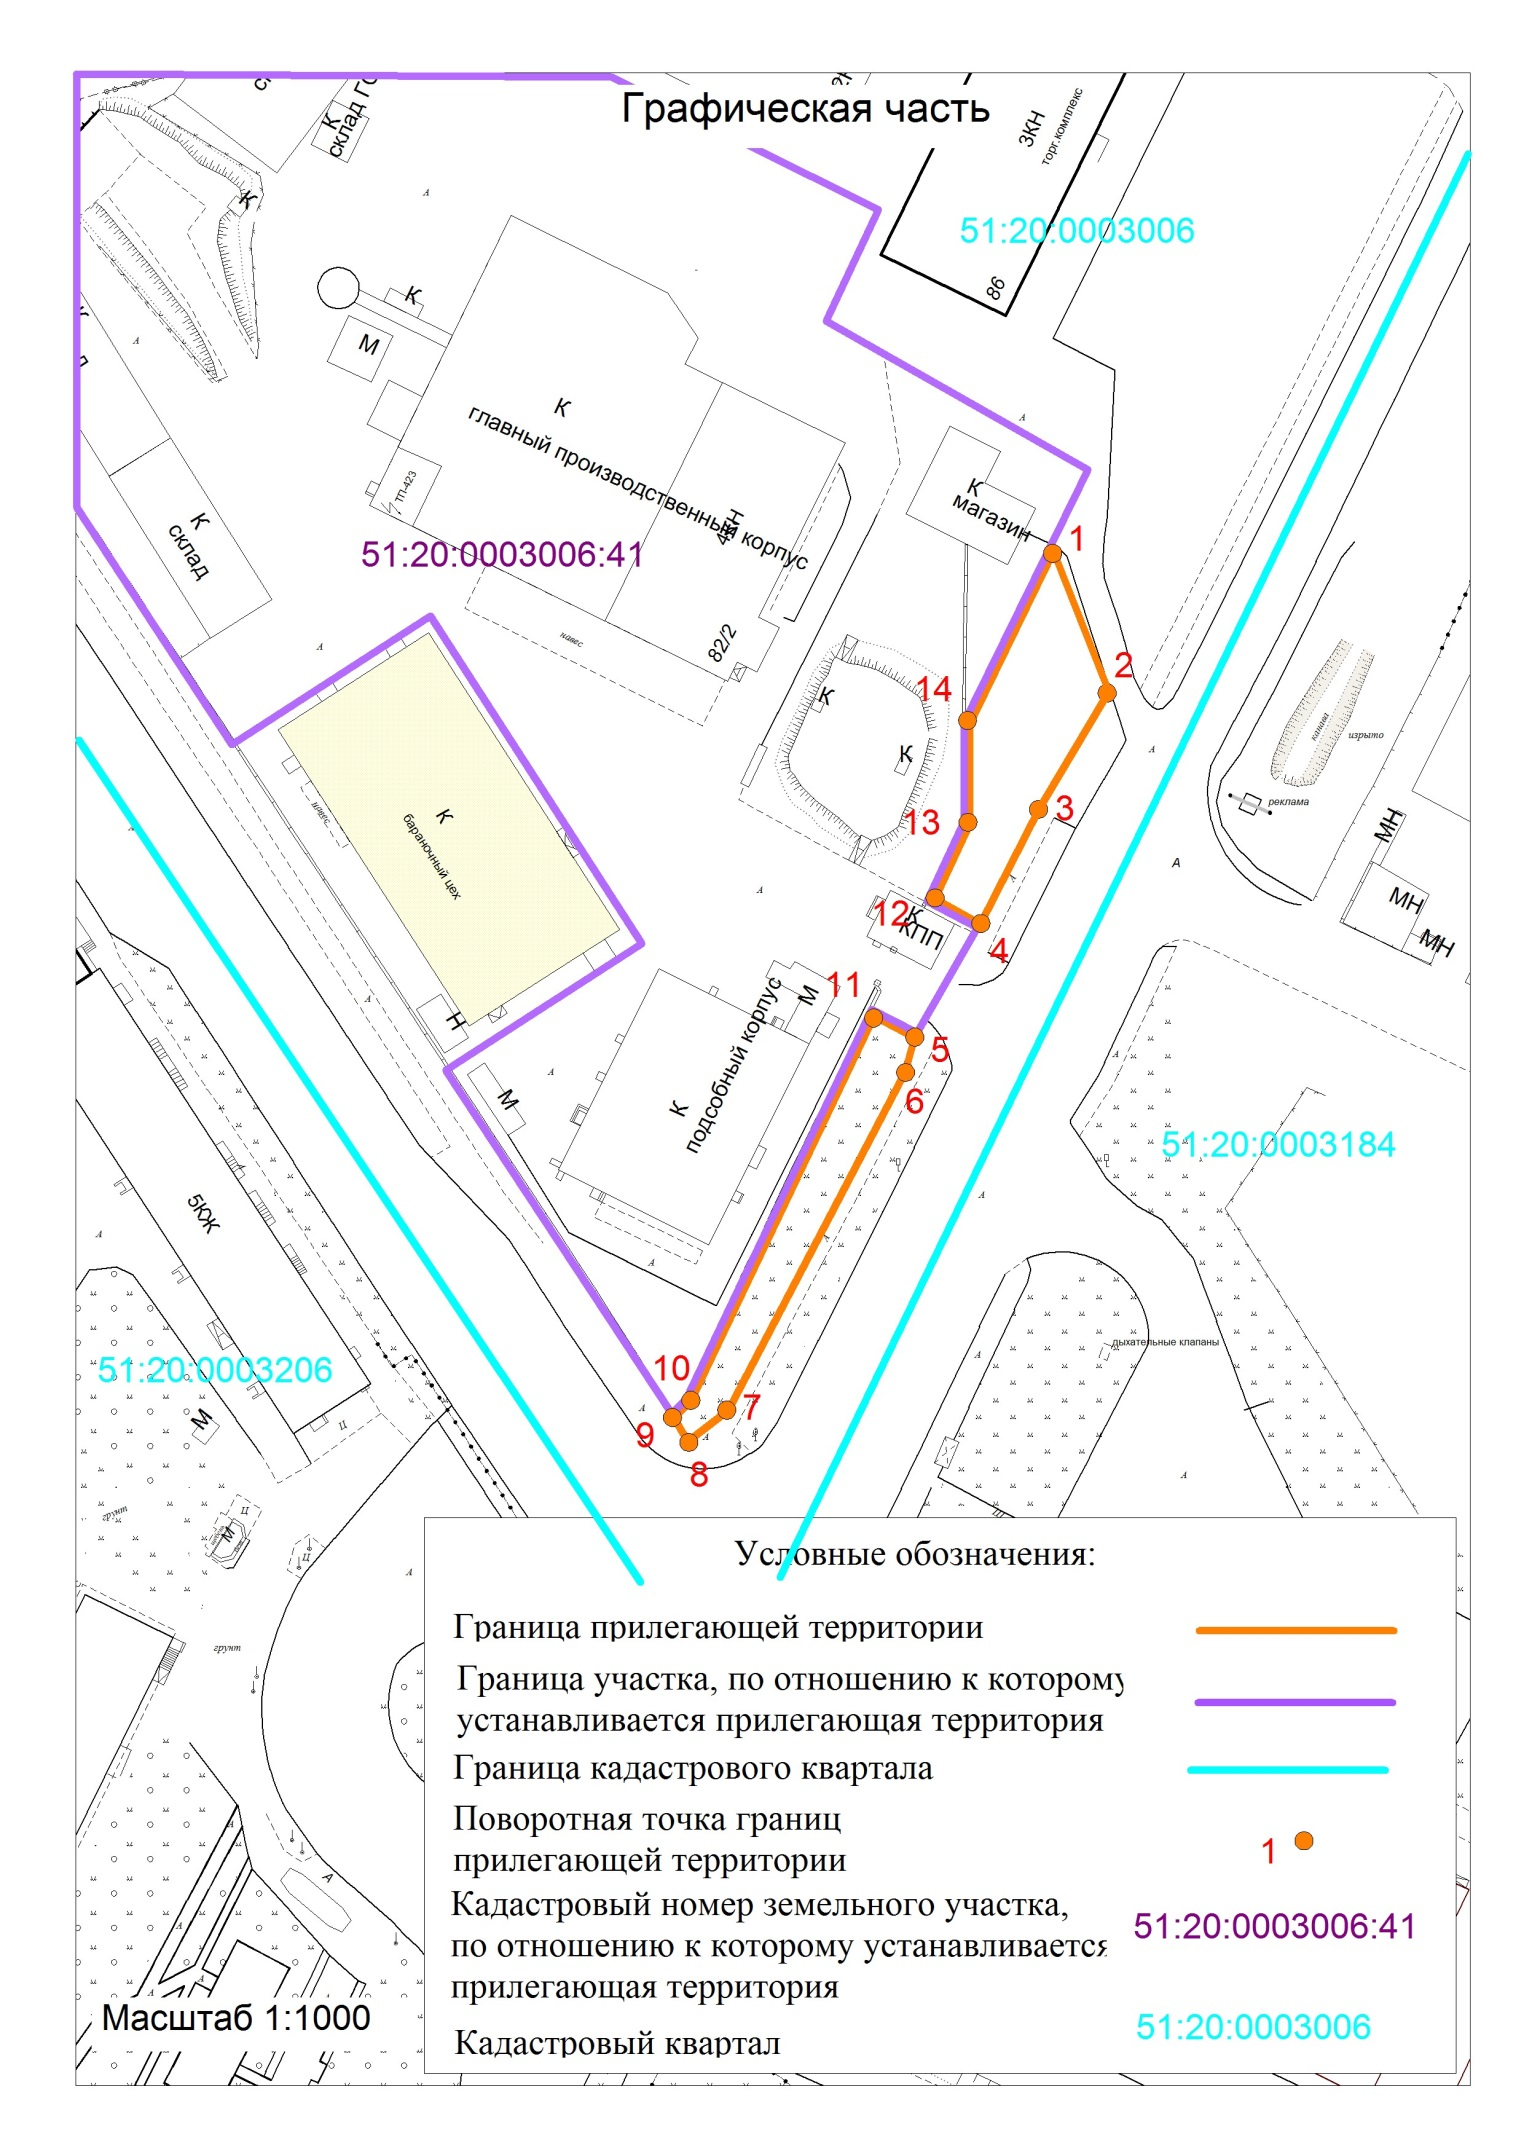 Графическая часть
склад ГО
К
К
3КН
торг.комплекс
51:20:0003006
86
К
М
К
главный производственный корпус
4КН
ТП-423
82/2
навес
К
магазин
К
склад
51:20:0003006:41
1
2
14
3
13
12
4
11
5
6
10
7
9
8
К
К
К
КПП
К
бараночный цех
навес
Н
М
К
подсобный корпус
М
канава
изрыто
реклама
МН
МН
МН
А
51:20:0003184
дыхательные клапаны
5КЖ
51:20:0003206
М
Ц
грунт
Ц
М
Ц
грунт
А
Условные обозначения:
Граница прилегающей территории
Граница участка, по отношению к которому
устанавливается прилегающая территория
Граница кадастрового квартала
Поворотная точка границ
прилегающей территории
1
Кадастровый номер земельного участка,
по отношению к которому устанавливается
прилегающая территория
51:20:0003006:41
Кадастровый квартал
51:20:0003006
Масштаб 1:1000